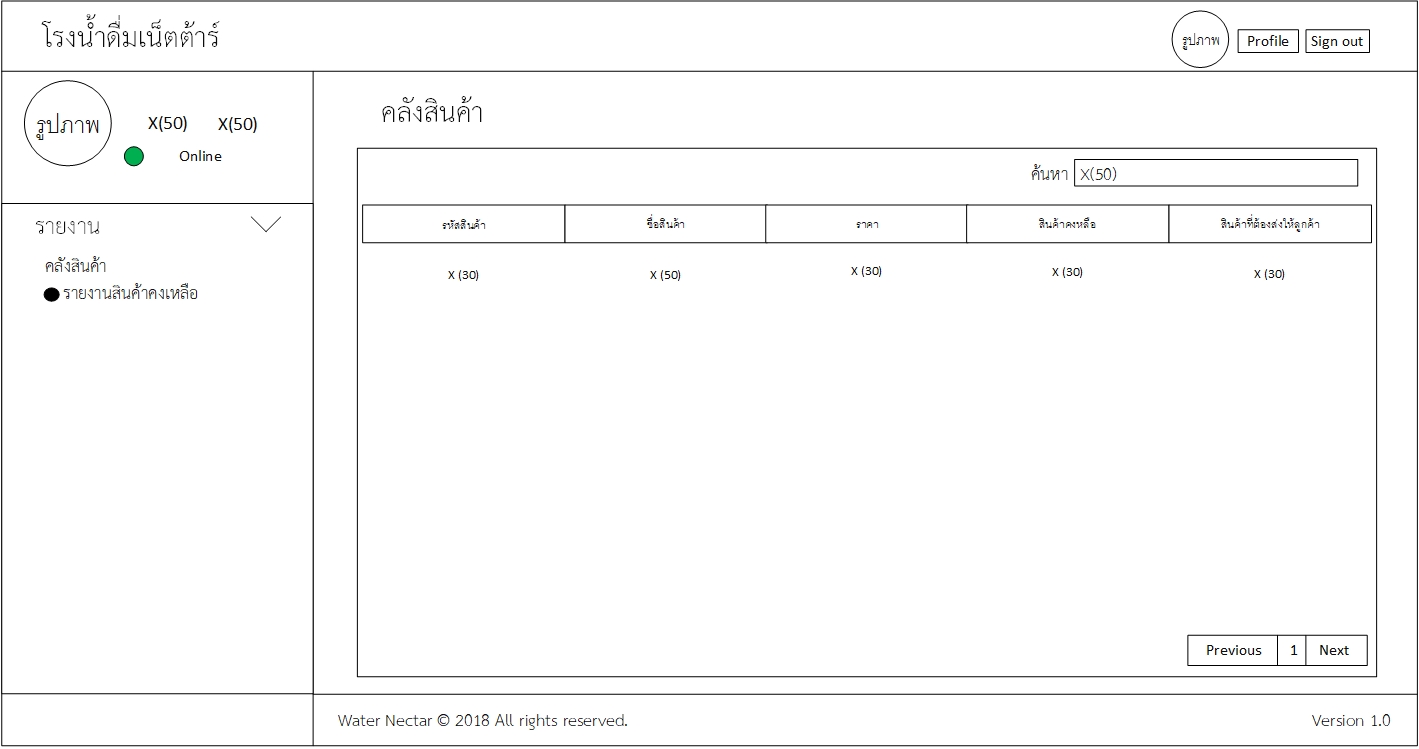 โรงน้ำดื่มเน็ตต้าร์
รูปภาพ Profile Sign out
รูปภาพ X(50) X(50)
Online
รายงาน
คลังสินค้า
รายงานสินค้าคงเหลือ
คลังสินค้า
ค้นหา X(50)
รหัสสินค้า ชื่อสินค้า ราคา สินค้าคงหลือ สินค้าที่ต้องส่งให้ลูกค้า
X (30) X (50) X (30) X (30) X (30)
Previous 1 Next
Water Nectar © 2018 All rights reserved. Version 1.0